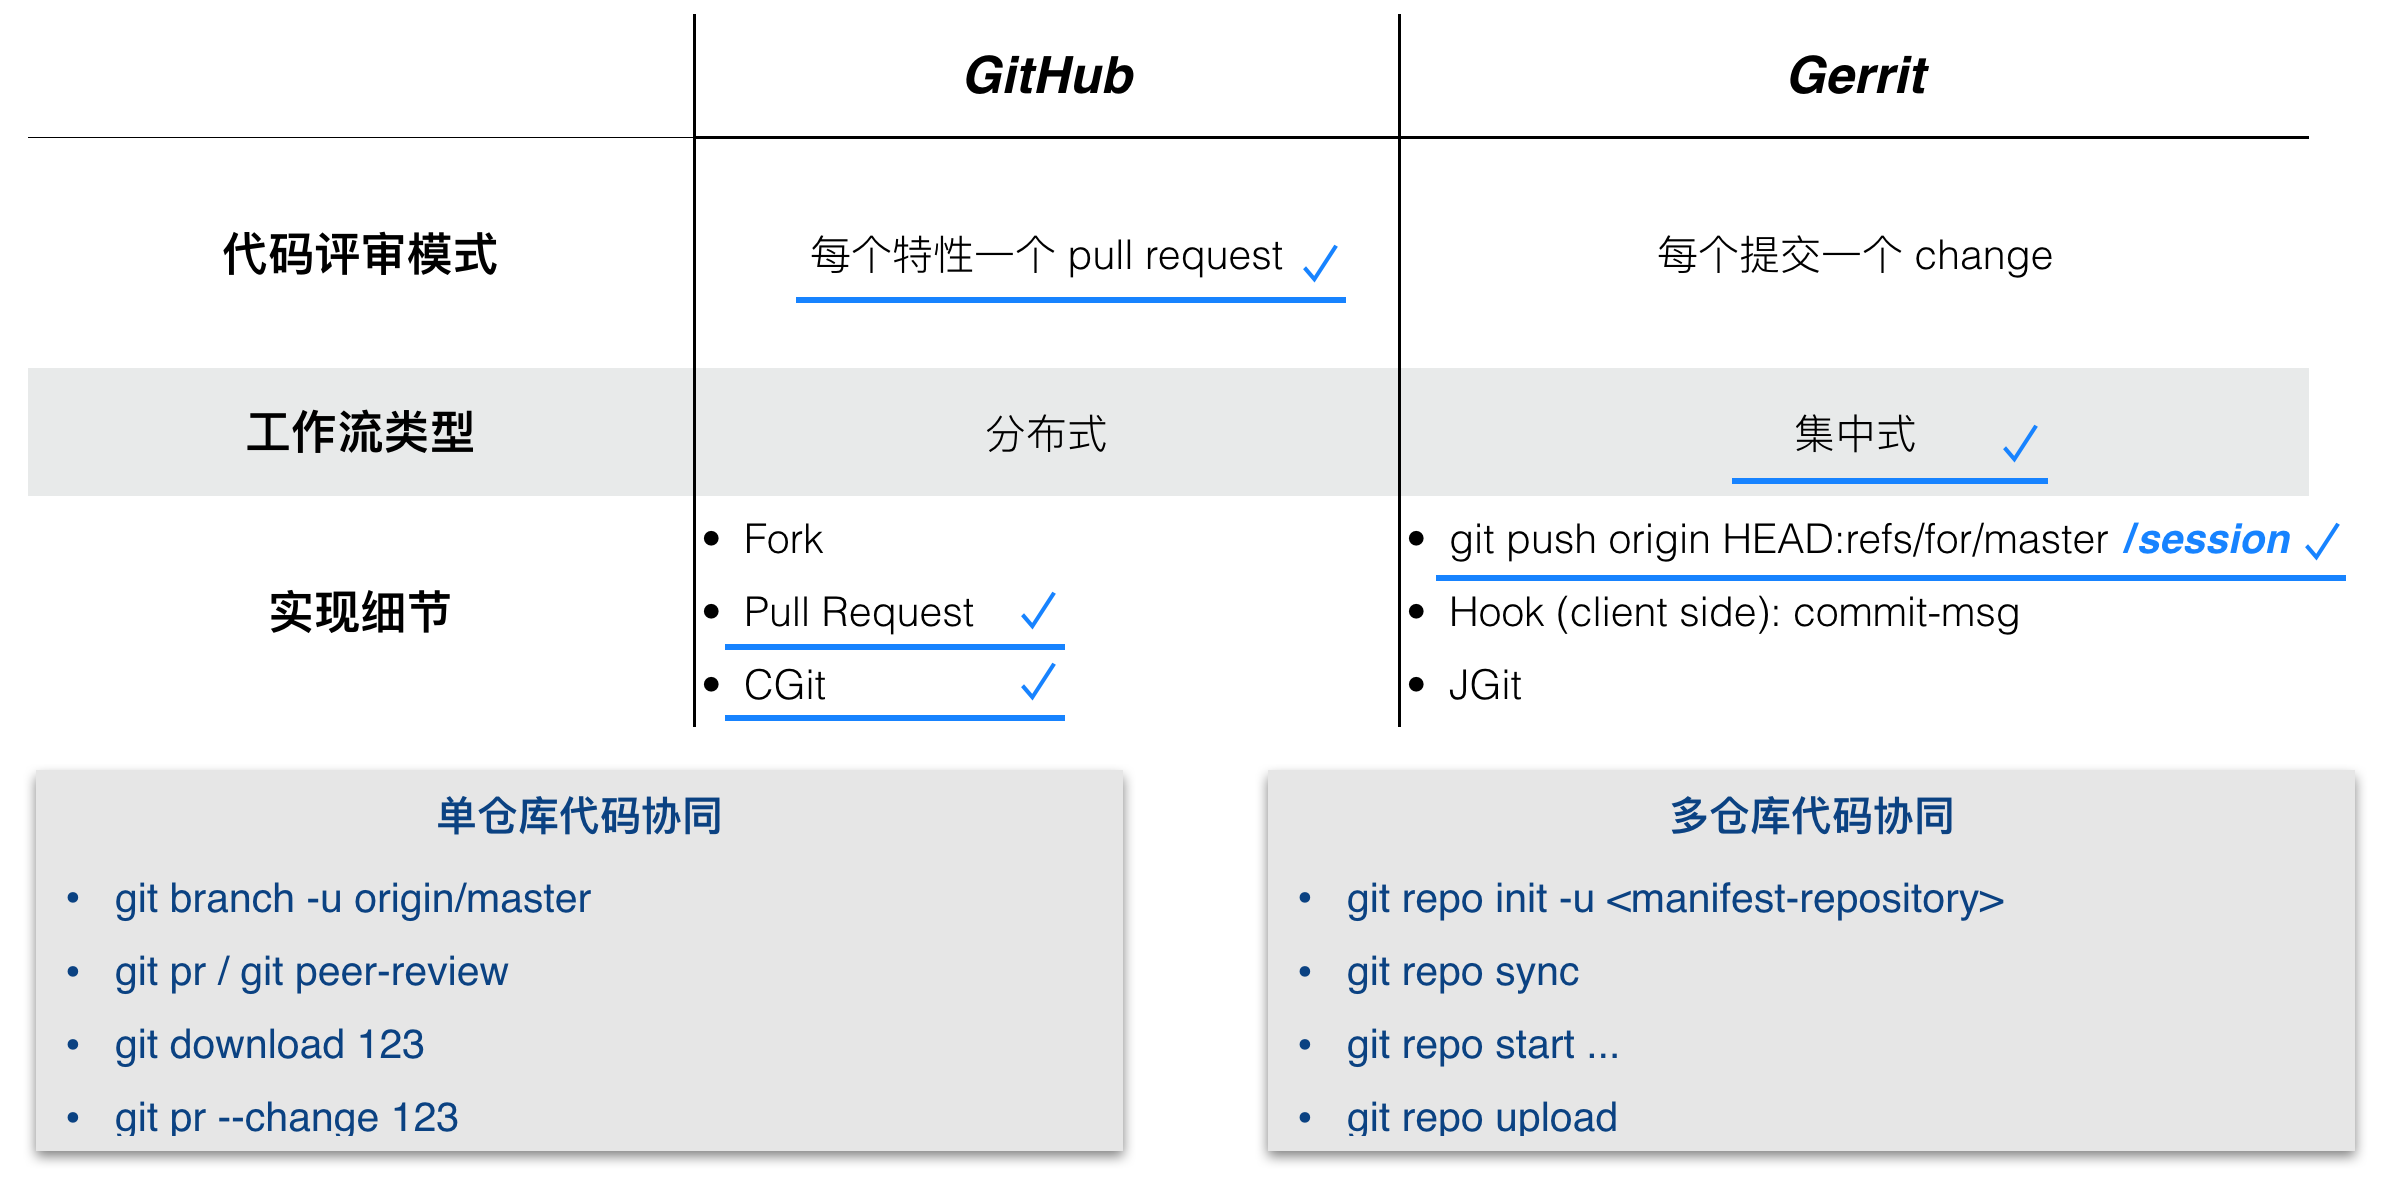 GitHub
Gerrit
代码评审模式
每个特性一个 pull request ✓
每个提交一个 change
工作流类型
分布式
集中式 ✓
实现细节
• Fork
• Pull Request ✓
• CGit ✓
• git push origin HEAD:refs/for/master /session ✓
• Hook (client side): commit-msg
• JGit
单仓库代码协同
• git branch -u origin/master
• git pr / git peer-review
• git download 123
• git pr --change 123
多仓库代码协同
• git repo init -u <manifest-repository>
• git repo sync
• git repo start ...
• git repo upload